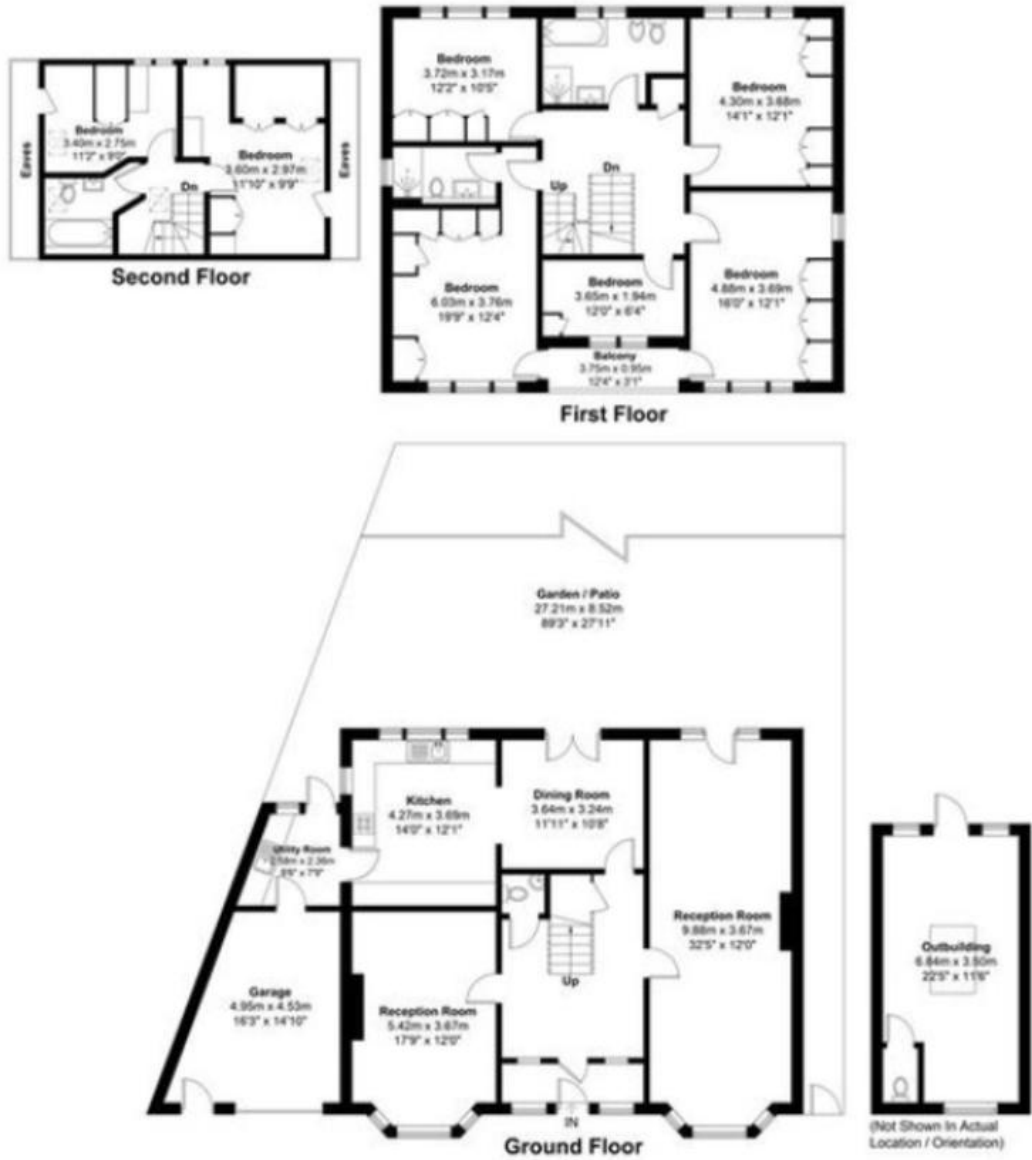 Bedroom
3.40m x 2.75m
11'2" x 9'0"
Bedroom
3.60m x 2.97m
11'10" x 9'9"
Dn
Eaves
Eaves
Second Floor
Bedroom
3.72m x 3.17m
12'2" x 10'5"
Bedroom
4.30m x 3.68m
14'1" x 12'1"
Up
Dn
Bedroom
6.03m x 3.76m
19'9" x 12'4"
Bedroom
3.65m x 1.94m
12'0" x 6'4"
Bedroom
4.88m x 3.69m
16'0" x 12'1"
Balcony
3.75m x 0.95m
12'4" x 3'1"
First Floor
Garden / Patio
27.21m x 8.52m
89'3" x 27'11"
Kitchen
4.27m x 3.69m
14'0" x 12'1"
Dining Room
3.64m x 3.24m
11'11" x 10'8"
Utility Room
x 2.36m
x 7'9"
Reception Room
9.88m x 3.67m
32'5" x 12'0"
Up
Garage
4.95m x 4.53m
16'3" x 14'10"
Reception Room
5.42m x 3.67m
17'9" x 12'0"
IN
Ground Floor
Outbuilding
6.84m x 3.50m
22'5" x 11'6"
(Not Shown In Actual
Location / Orientation)